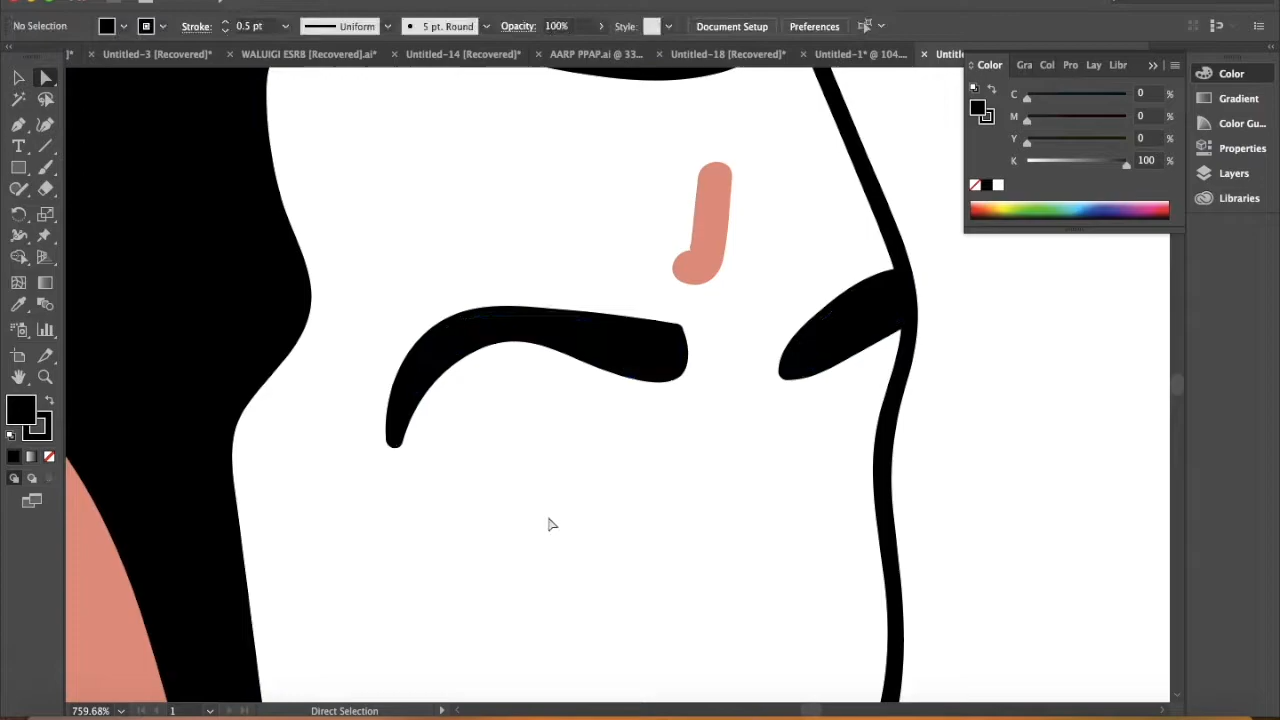 No Selection Stroke: 0.5 pt Uniform 5 pt. Round Opacity: 100% Style: Document Setup Preferences
]* × Untitled-3 [Recovered]* × WALUIGI ESRB [Recovered].ai* × Untitled-14 [Recovered]* × AARP PPAP.ai @ 33... × Untitled-18 [Recovered]* × Untitled-1* @ 104.... × Untitle
Color Gra Col Pro Lay Libr
C 0 %
M 0 %
Y 0 %
K 100 %
Color
Gradient
Color Gu...
Properties
Layers
Libraries
759.68% 1 Direct Selection